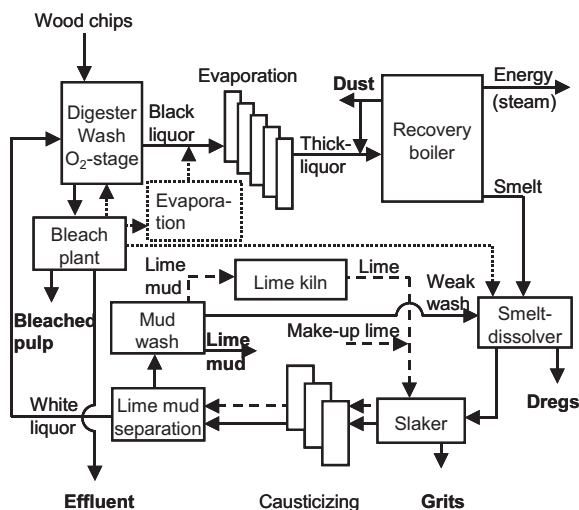 Wood chips
Evaporation
Dust
Energy
(steam)
Digester
Wash
O₂-stage
Black
liquor
Thick-
liquor
Recovery
boiler
Smelt
Evapora-
tion
Bleach
plant
Lime
mud
Lime kiln
Lime
Weak
wash
Smelt-
dissolver
Bleached
pulp
Mud
wash
Lime
mud
Make-up lime
Dregs
White
liquor
Lime mud
separation
Slaker
Effluent
Causticizing
Grits